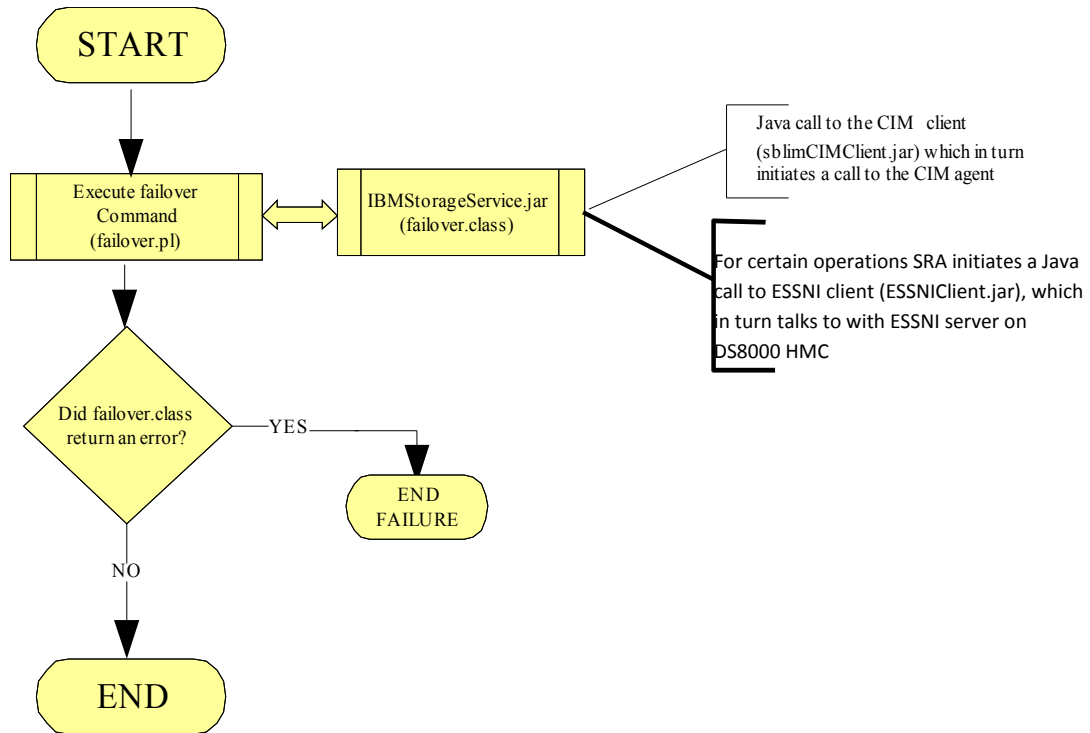 START
Execute failover
Command
(failover.pl)
IBMStorageService.jar
(failover.class)
Java call to the CIM client
(sblimCIMClient.jar) which in turn
initiates a call to the CIM agent
For certain operations SRA initiates a Java
call to ESSNI client (ESSNIClient.jar), which
in turn talks to with ESSNI server on
DS8000 HMC
Did failover.class
return an error?
YES
END
FAILURE
NO
END